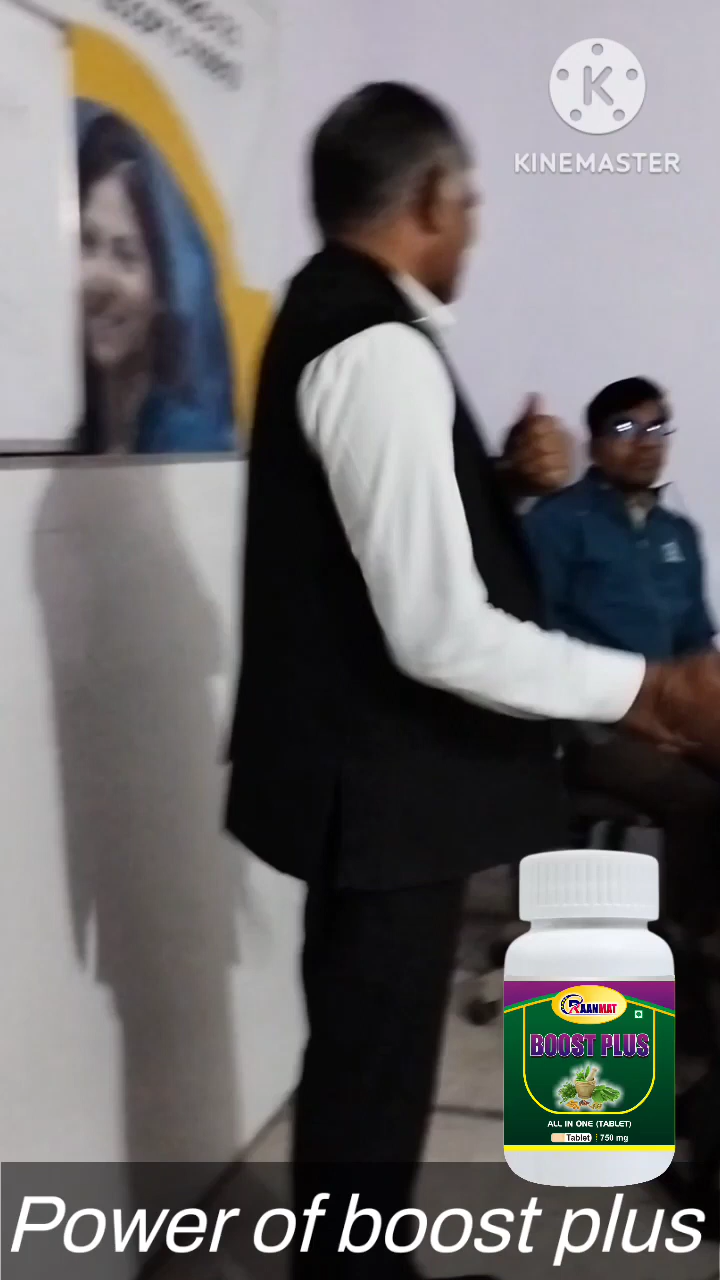 KINEMASTER
RAANMAT
BOOST PLUS
ALL IN ONE (TABLET)
Tablet : 750 mg
Power of boost plus